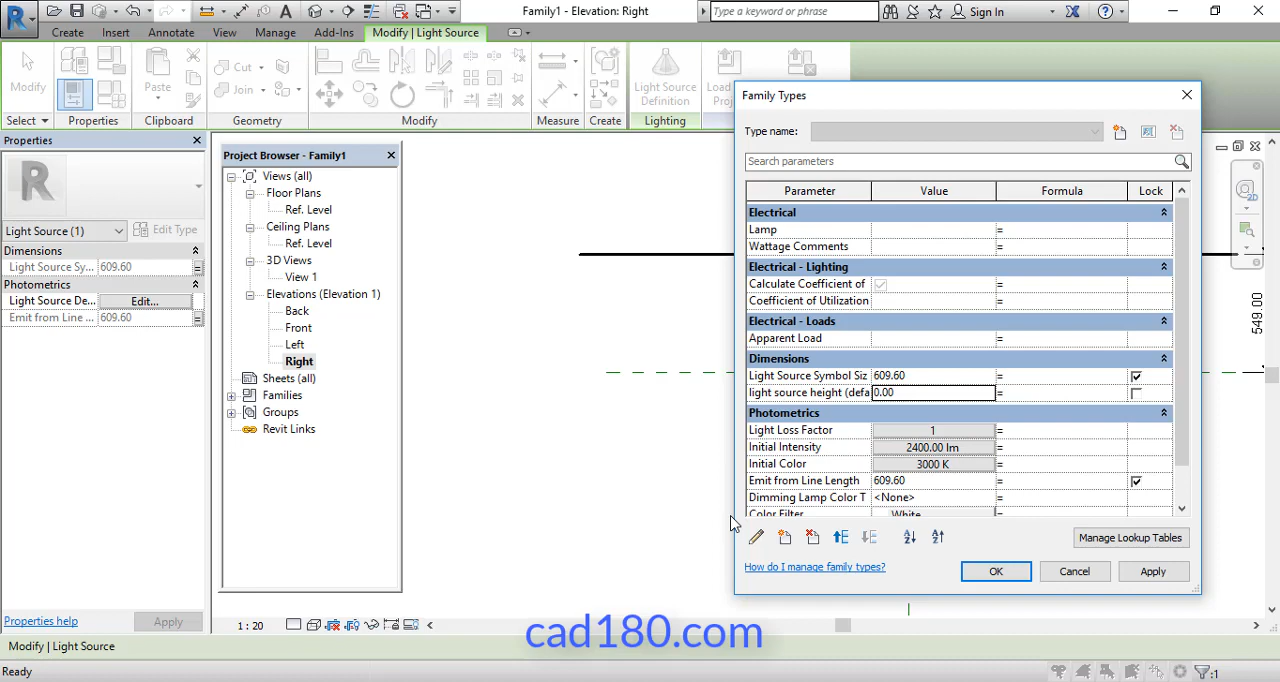 Family1 - Elevation: Right
Type a keyword or phrase
Sign In
Create
Insert
Annotate
View
Manage
Add-Ins
Modify | Light Source
Modify
Paste
Cut
Join
Light Source
Definition
Select
Properties
Clipboard
Geometry
Modify
Measure
Create
Lighting
Properties
R
Light Source (1)
Edit Type
Dimensions
Light Source Sy... 609.60
Photometrics
Light Source De... Edit...
Emit from Line ... 609.60
Properties help
Apply
Project Browser - Family1
Views (all)
Floor Plans
Ref. Level
Ceiling Plans
Ref. Level
3D Views
View 1
Elevations (Elevation 1)
Back
Front
Left
Right
Sheets (all)
Families
Groups
Revit Links
Family Types
Type name:
Search parameters
Parameter Value Formula Lock
Electrical
Lamp =
Wattage Comments =
Electrical - Lighting
Calculate Coefficient of =
Coefficient of Utilization =
Electrical - Loads
Apparent Load =
Dimensions
Light Source Symbol Siz 609.60 =
light source height (defa 0.00 =
Photometrics
Light Loss Factor 1 =
Initial Intensity 2400.00 lm =
Initial Color 3000 K =
Emit from Line Length 609.60 =
Dimming Lamp Color T <None> =
Color Filter White
Manage Lookup Tables
How do I manage family types?
OK
Cancel
Apply
549.00
2D
1 : 20
cad180.com
Modify | Light Source
Ready
:1